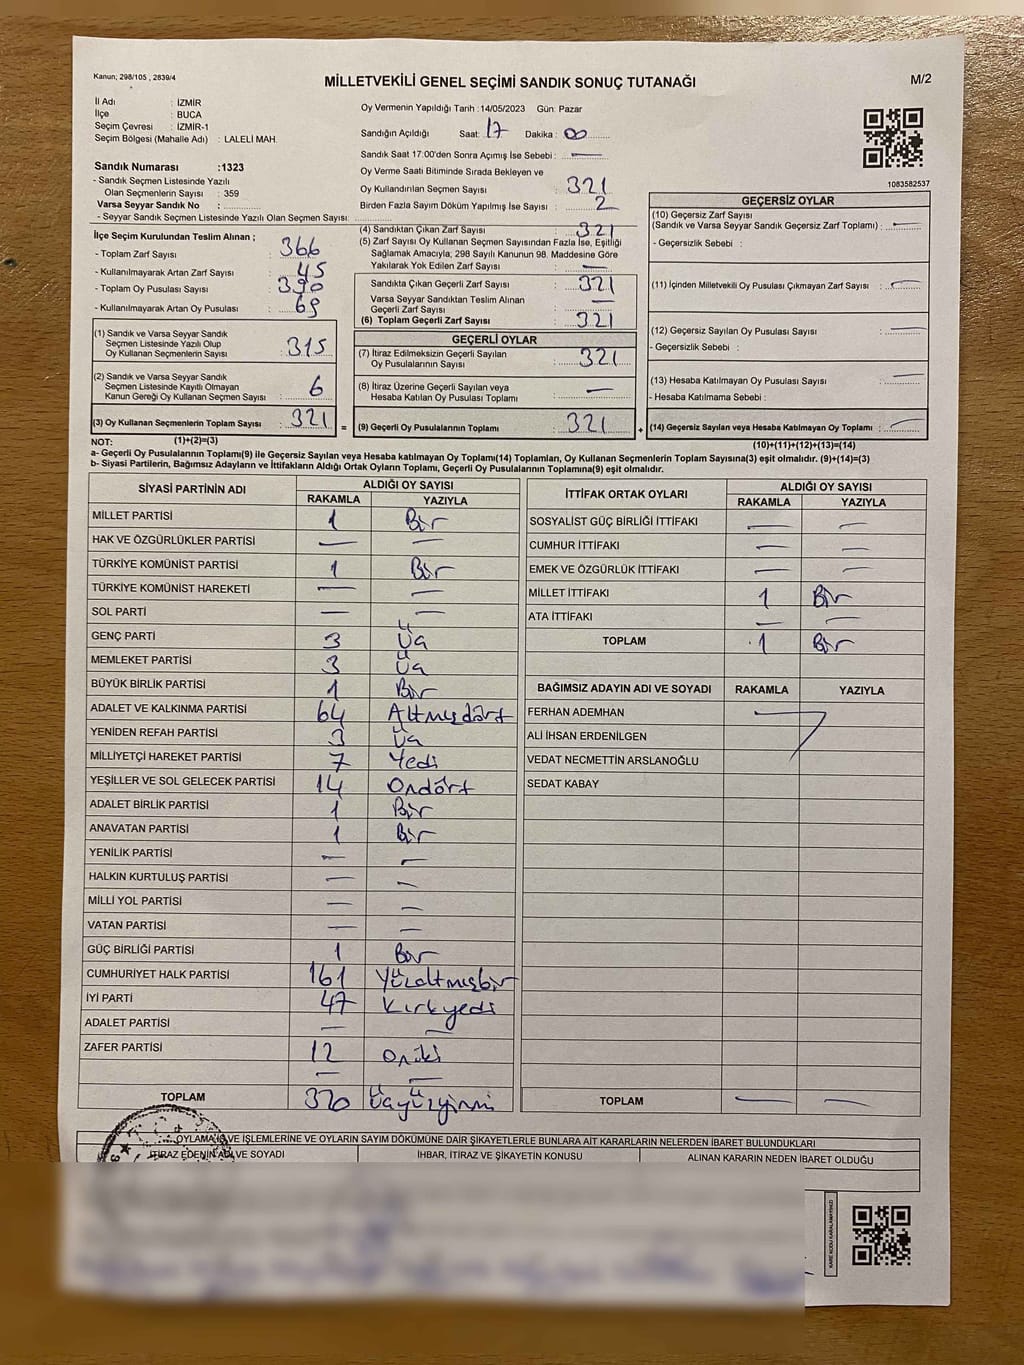 Kanun; 298/105 , 2839/4
MİLLETVEKİLİ GENEL SEÇİMİ SANDIK SONUÇ TUTANAĞI
M/2
İl Adı : İZMİR
İlçe : BUCA
Seçim Çevresi : İZMİR-1
Seçim Bölgesi (Mahalle Adı) : LALELİ MAH.
Sandık Numarası :1323
- Sandık Seçmen Listesinde Yazılı
Olan Seçmenlerin Sayısı : 359
Varsa Seyyar Sandık No :
- Seyyar Sandık Seçmen Listesinde Yazılı Olan Seçmen Sayısı:
Oy Vermenin Yapıldığı Tarih :14/05/2023 Gün: Pazar
Sandığın Açıldığı Saat: 17 Dakika : 00
Sandık Saat 17:00'den Sonra Açımış İse Sebebi : —
Oy Verme Saati Bitiminde Sırada Bekleyen ve
Oy Kullandırılan Seçmen Sayısı 321
Birden Fazla Sayım Döküm Yapılmış İse Sayısı : 2
1083582537
İlçe Seçim Kurulundan Teslim Alınan ;
- Toplam Zarf Sayısı : 366
- Kullanılmayarak Artan Zarf Sayısı : 45
- Toplam Oy Pusulası Sayısı : 390
- Kullanılmayarak Artan Oy Pusulası : 69
(1) Sandık ve Varsa Seyyar Sandık
Seçmen Listesinde Yazılı Olup
Oy Kullanan Seçmenlerin Sayısı : 315
(2) Sandık ve Varsa Seyyar Sandık
Seçmen Listesinde Kayıtlı Olmayan
Kanun Gereği Oy Kullanan Seçmen Sayısı : 6
(3) Oy Kullanan Seçmenlerin Toplam Sayısı : 321 =
(4) Sandıktan Çıkan Zarf Sayısı : 321
(5) Zarf Sayısı Oy Kullanan Seçmen Sayısından Fazla İse, Eşitliği
Sağlamak Amacıyla, 298 Sayılı Kanunun 98. Maddesine Göre
Yakılarak Yok Edilen Zarf Sayısı : —
Sandıkta Çıkan Geçerli Zarf Sayısı : 321
Varsa Seyyar Sandıktan Teslim Alınan
Geçerli Zarf Sayısı : —
(6) Toplam Geçerli Zarf Sayısı : 321
GEÇERLİ OYLAR
(7) İtiraz Edilmeksizin Geçerli Sayılan
Oy Pusulalarının Sayısı : 321
(8) İtiraz Üzerine Geçerli Sayılan veya
Hesaba Katılan Oy Pusulası Toplamı : —
(9) Geçerli Oy Pusulalarının Toplamı : 321 +
GEÇERSİZ OYLAR
(10) Geçersiz Zarf Sayısı
(Sandık ve Varsa Seyyar Sandık Geçersiz Zarf Toplamı) : —
- Geçersizlik Sebebi :
(11) İçinden Milletvekili Oy Pusulası Çıkmayan Zarf Sayısı : —
(12) Geçersiz Sayılan Oy Pusulası Sayısı : —
- Geçersizlik Sebebi :
(13) Hesaba Katılmayan Oy Pusulası Sayısı : —
- Hesaba Katılmama Sebebi :
(14) Geçersiz Sayılan veya Hesaba Katılmayan Oy Toplamı : —
NOT: (1)+(2)=(3) (10)+(11)+(12)+(13)=(14)
a- Geçerli Oy Pusulalarının Toplamı(9) ile Geçersiz Sayılan veya Hesaba katılmayan Oy Toplamı(14) Toplamları, Oy Kullanan Seçmenlerin Toplam Sayısına(3) eşit olmalıdır. (9)+(14)=(3)
b- Siyasi Partilerin, Bağımsız Adayların ve İttifakların Aldığı Ortak Oyların Toplamı, Geçerli Oy Pusulalarının Toplamına(9) eşit olmalıdır.
SİYASİ PARTİNİN ADI ALDIĞI OY SAYISI
RAKAMLA YAZIYLA
MİLLET PARTİSİ 1 Bir
HAK VE ÖZGÜRLÜKLER PARTİSİ — —
TÜRKİYE KOMÜNİST PARTİSİ 1 Bir
TÜRKİYE KOMÜNİST HAREKETİ — —
SOL PARTİ — —
GENÇ PARTİ 3 Üç
MEMLEKET PARTİSİ 3 Üç
BÜYÜK BİRLİK PARTİSİ 1 Bir
ADALET VE KALKINMA PARTİSİ 64 Altmışdört
YENİDEN REFAH PARTİSİ 3 Üç
MİLLİYETÇİ HAREKET PARTİSİ 7 Yedi
YEŞİLLER VE SOL GELECEK PARTİSİ 14 Ondört
ADALET BİRLİK PARTİSİ 1 Bir
ANAVATAN PARTİSİ 1 Bir
YENİLİK PARTİSİ — —
HALKIN KURTULUŞ PARTİSİ — —
MİLLİ YOL PARTİSİ — —
VATAN PARTİSİ — —
GÜÇ BİRLİĞİ PARTİSİ 1 Bir
CUMHURİYET HALK PARTİSİ 161 Yüzaltmışbir
İYİ PARTİ 47 Kırkyedi
ADALET PARTİSİ — —
ZAFER PARTİSİ 12 Oniki
— —
TOPLAM 320 Üçyüzyirmi
İTTİFAK ORTAK OYLARI ALDIĞI OY SAYISI
RAKAMLA YAZIYLA
SOSYALİST GÜÇ BİRLİĞİ İTTİFAKI — —
CUMHUR İTTİFAKI — —
EMEK VE ÖZGÜRLÜK İTTİFAKI — —
MİLLET İTTİFAKI 1 Bir
ATA İTTİFAKI — —
TOPLAM 1 Bir
BAĞIMSIZ ADAYIN ADI VE SOYADI RAKAMLA YAZIYLA
FERHAN ADEMHAN
ALİ İHSAN ERDENİLGEN
VEDAT NECMETTİN ARSLANOĞLU
SEDAT KABAY
TOPLAM — —
OYLAMA İŞ VE İŞLEMLERİNE VE OYLARIN SAYIM DÖKÜMÜNE DAİR ŞİKAYETLERLE BUNLARA AİT KARARLARIN NELERDEN İBARET BULUNDUKLARI
İTİRAZ EDENİN ADI VE SOYADI İHBAR, İTİRAZ VE ŞİKAYETİN KONUSU ALINAN KARARIN NEDEN İBARET OLDUĞU
KARE KODU KARALAMAYINIZ